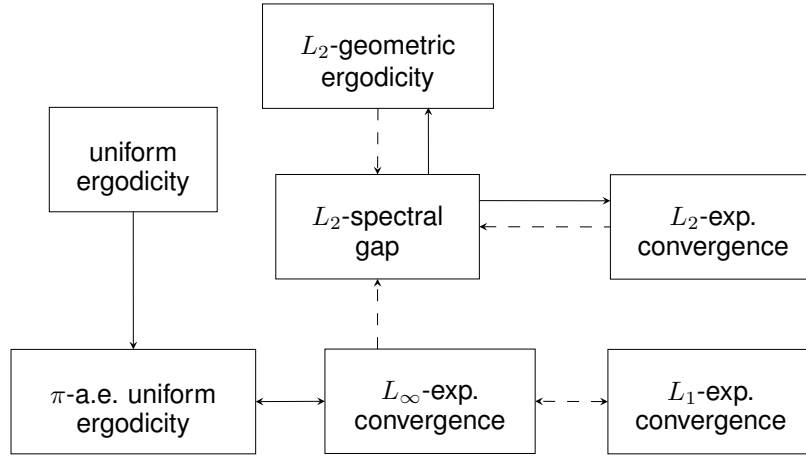 L₂-geometric
ergodicity
uniform
ergodicity
L₂-spectral
gap
L₂-exp.
convergence
π-a.e. uniform
ergodicity
L∞-exp.
convergence
L₁-exp.
convergence